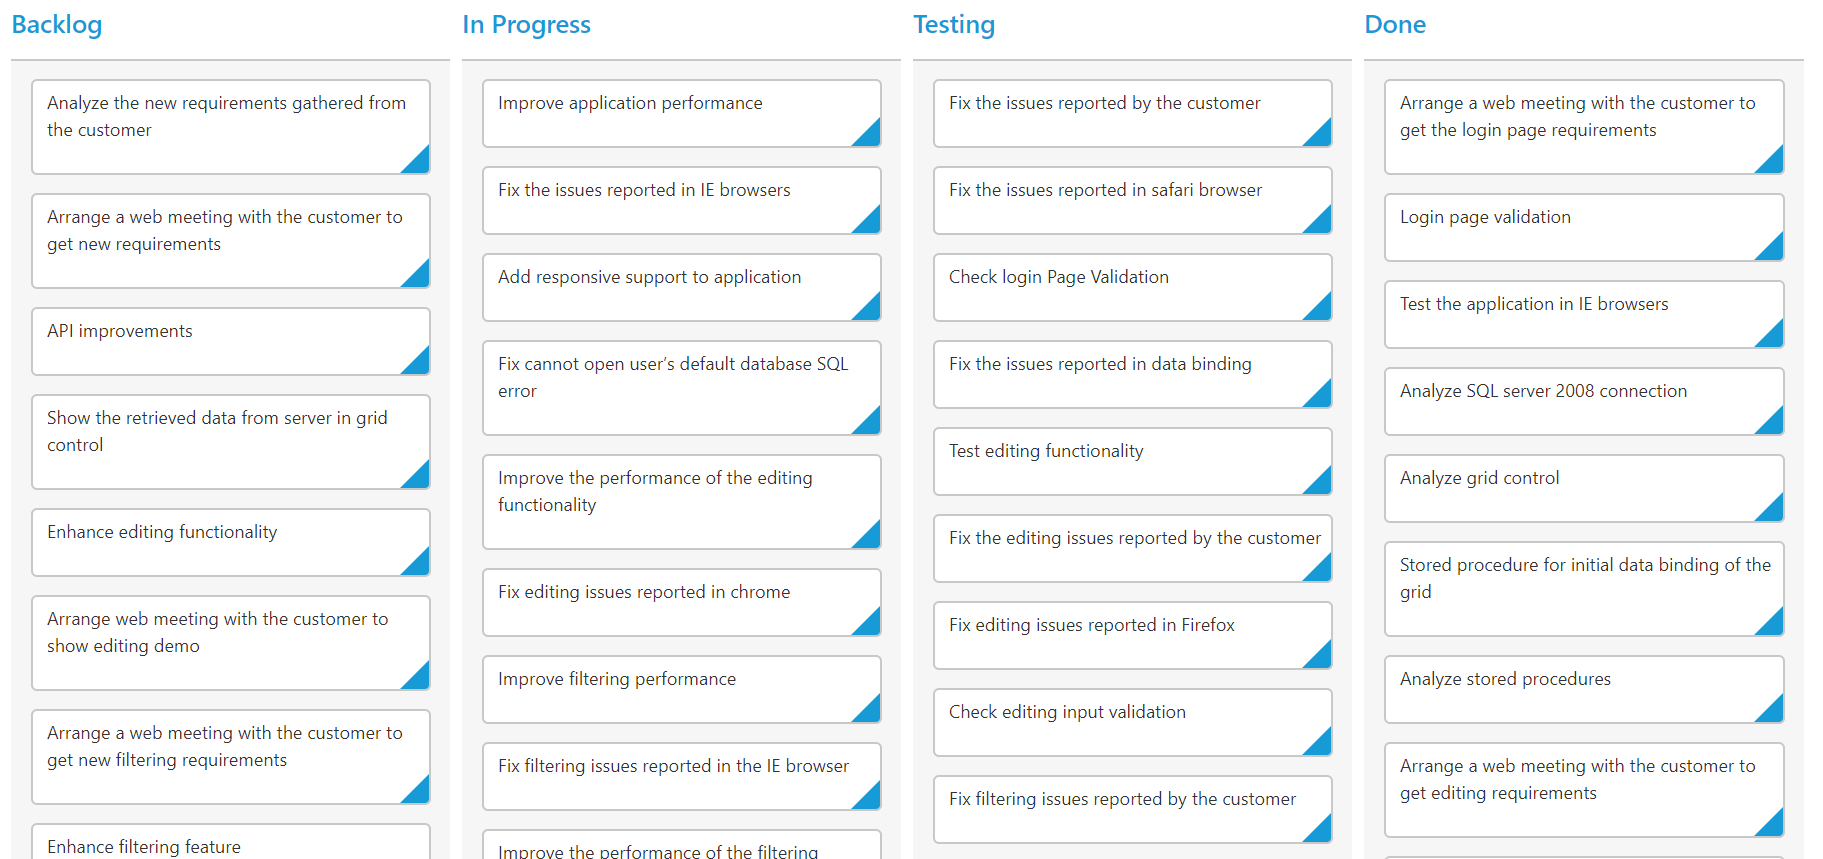 Backlog
Analyze the new requirements gathered from
the customer
Arrange a web meeting with the customer to
get new requirements
API improvements
Show the retrieved data from server in grid
control
Enhance editing functionality
Arrange web meeting with the customer to
show editing demo
Arrange a web meeting with the customer to
get new filtering requirements
Enhance filtering feature
In Progress
Improve application performance
Fix the issues reported in IE browsers
Add responsive support to application
Fix cannot open user’s default database SQL
error
Improve the performance of the editing
functionality
Fix editing issues reported in chrome
Improve filtering performance
Fix filtering issues reported in the IE browser
Improve the performance of the filtering
Testing
Fix the issues reported by the customer
Fix the issues reported in safari browser
Check login Page Validation
Fix the issues reported in data binding
Test editing functionality
Fix the editing issues reported by the customer
Fix editing issues reported in Firefox
Check editing input validation
Fix filtering issues reported by the customer
Done
Arrange a web meeting with the customer to
get the login page requirements
Login page validation
Test the application in IE browsers
Analyze SQL server 2008 connection
Analyze grid control
Stored procedure for initial data binding of the
grid
Analyze stored procedures
Arrange a web meeting with the customer to
get editing requirements